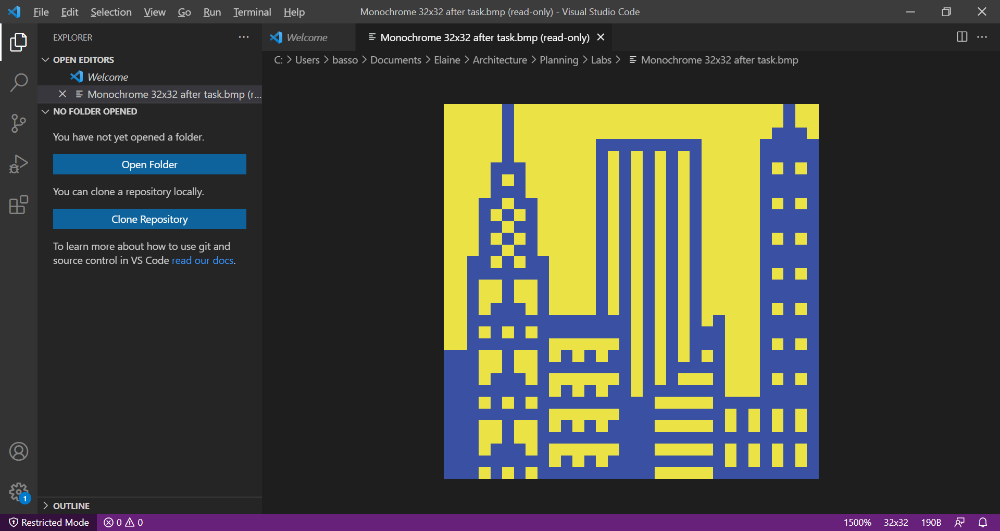 File Edit Selection View Go Run Terminal Help Monochrome 32x32 after task.bmp (read-only) - Visual Studio Code
EXPLORER
OPEN EDITORS
Welcome
Monochrome 32x32 after task.bmp (r...
NO FOLDER OPENED
You have not yet opened a folder.
Open Folder
You can clone a repository locally.
Clone Repository
To learn more about how to use git and
source control in VS Code read our docs.
OUTLINE
Welcome Monochrome 32x32 after task.bmp (read-only)
C: > Users > basso > Documents > Elaine > Architecture > Planning > Labs > Monochrome 32x32 after task.bmp
1
Restricted Mode 0 0 1500% 32x32 190B